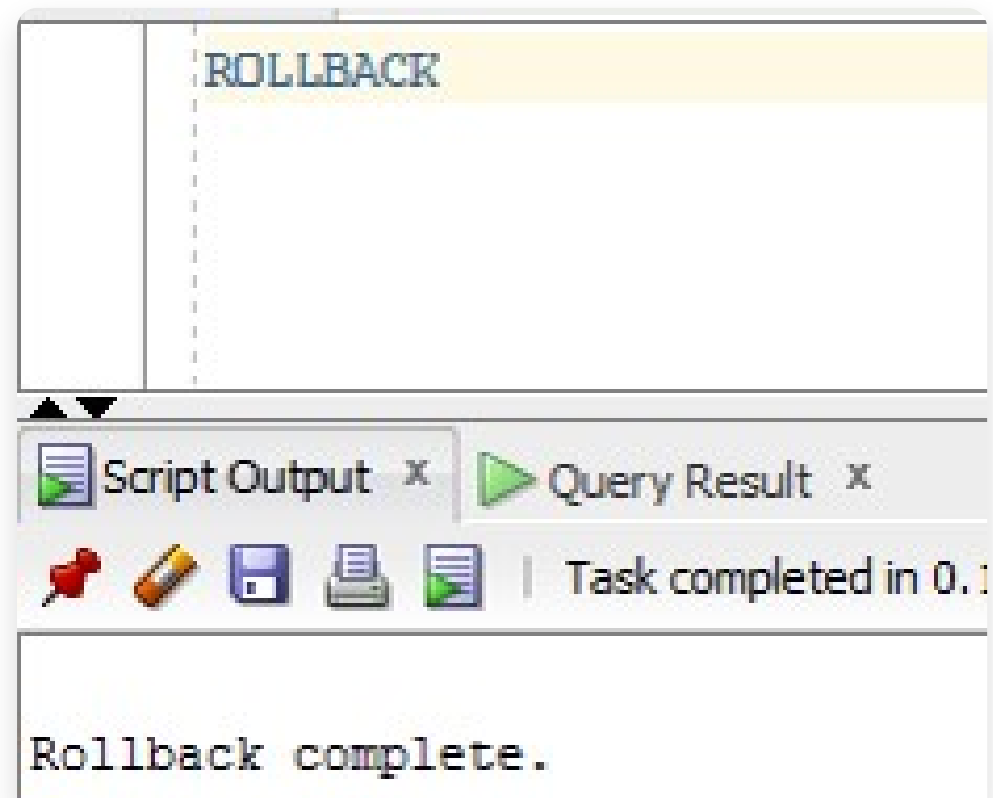 ROLLBACK
Script Output x
Query Result x
Task completed in 0.
Rollback complete.